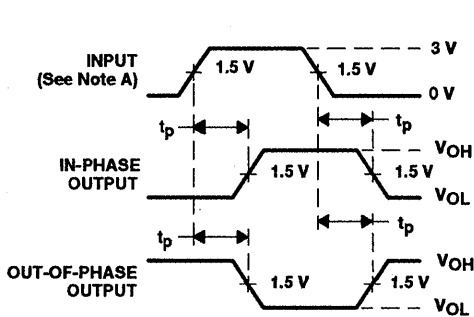 3 V
INPUT
(See Note A)
1.5 V
1.5 V
0 V
tp
tp
VOH
IN-PHASE
OUTPUT
1.5 V
1.5 V
VOL
tp
tp
OUT-OF-PHASE
OUTPUT
VOH
1.5 V
1.5 V
VOL